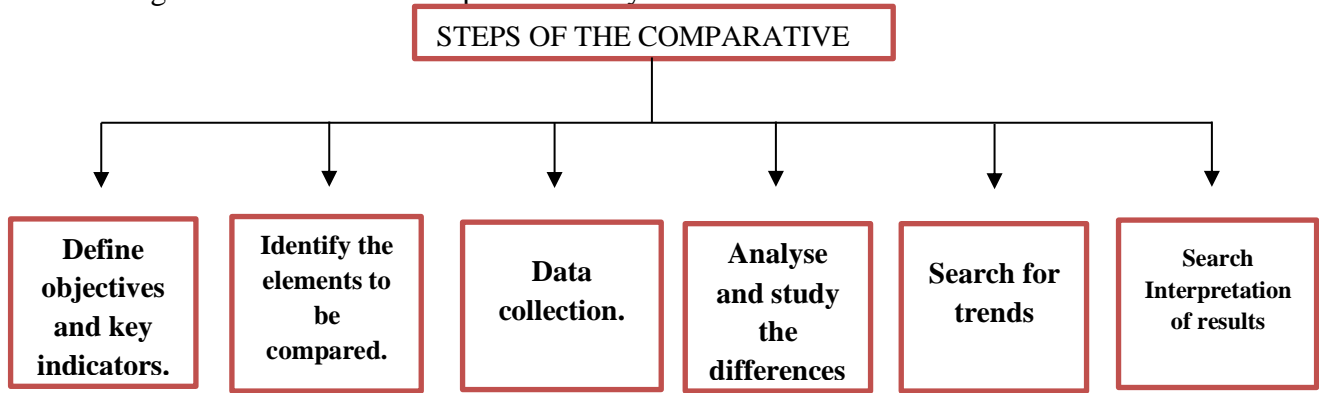 STEPS OF THE COMPARATIVE
Define
objectives
and key
indicators.
Identify the
elements to
be
compared.
Data
collection.
Analyse
and study
the
differences
Search for
trends
Search
Interpretation
of results